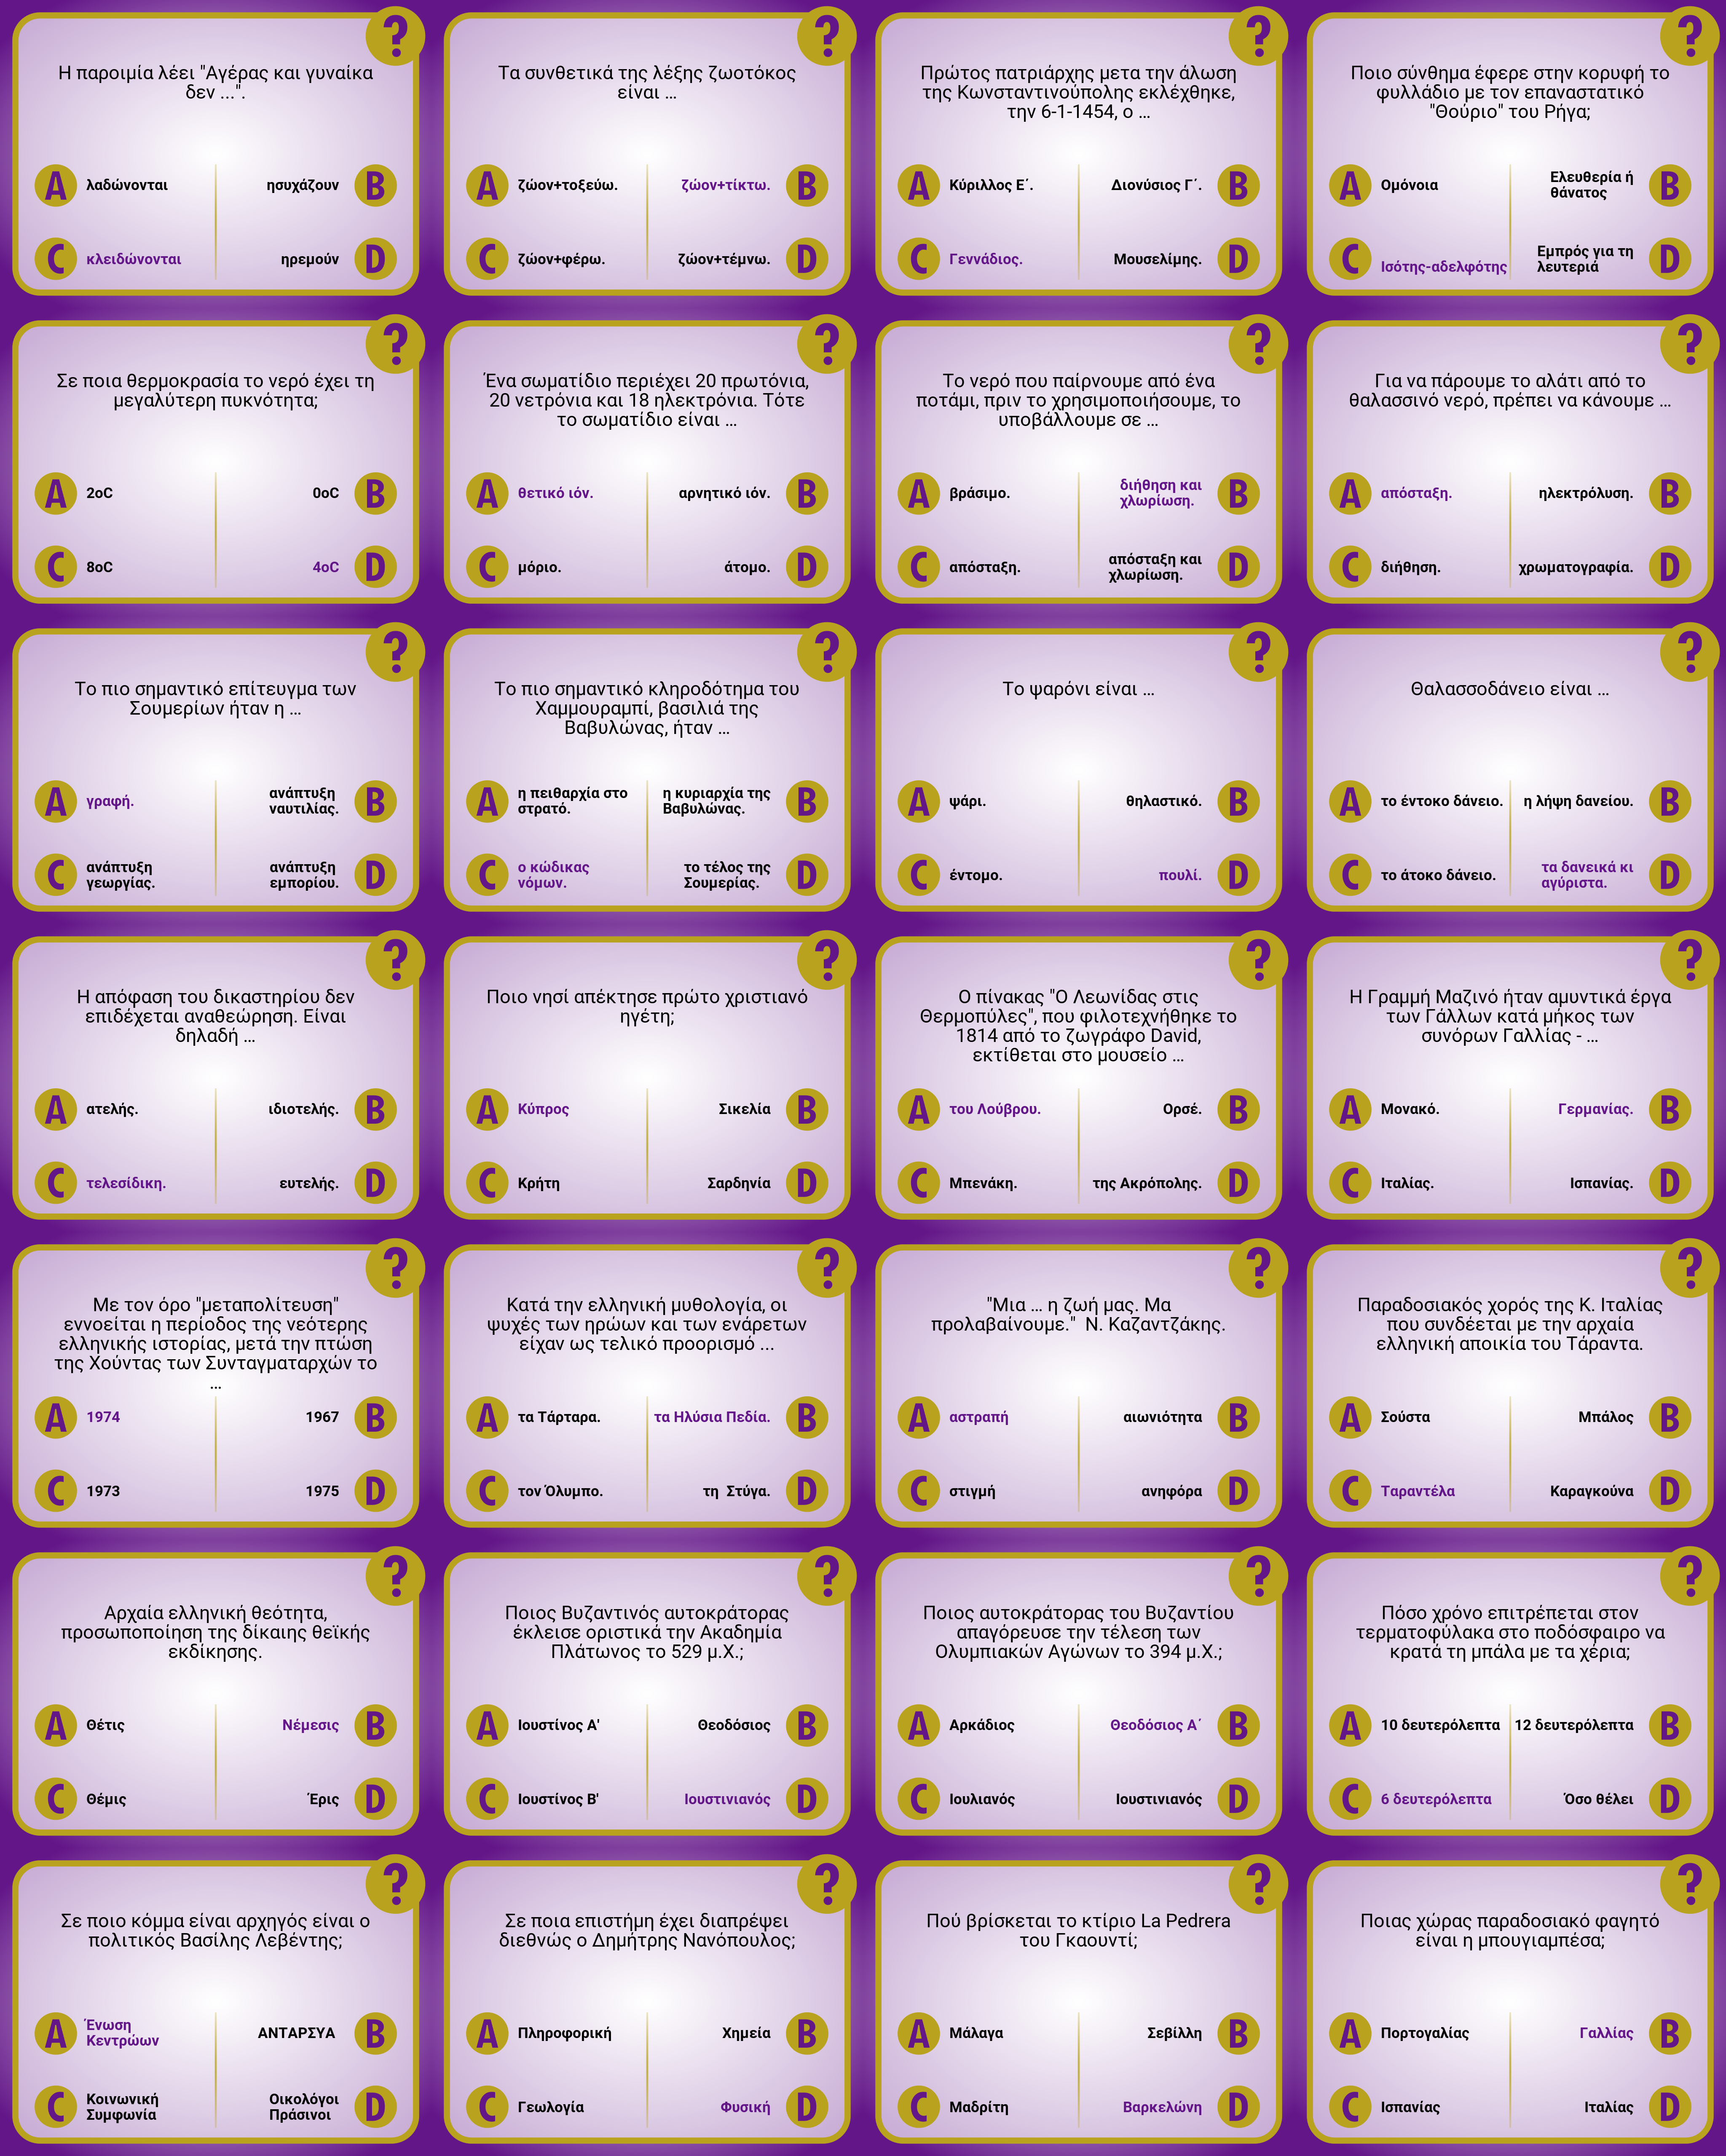 ?
Η παροιμία λέει "Αγέρας και γυναίκα
δεν ...".
A λαδώνονται
ησυχάζουν B
C κλειδώνονται
ηρεμούν D
?
Τα συνθετικά της λέξης ζωοτόκος
είναι ...
A ζώον+τοξεύω.
ζώον+τίκτω. B
C ζώον+φέρω.
ζώον+τέμνω. D
?
Πρώτος πατριάρχης μετα την άλωση
της Κωνσταντινούπολης εκλέχθηκε,
την 6-1-1454, ο ...
A Κύριλλος Ε΄.
Διονύσιος Γ΄. B
C Γεννάδιος.
Μουσελίμης. D
?
Ποιο σύνθημα έφερε στην κορυφή το
φυλλάδιο με τον επαναστατικό
"Θούριο" του Ρήγα;
A Ομόνοια
Ελευθερία ή
θάνατος B
C Ισότης-αδελφότης
Εμπρός για τη
λευτεριά D
?
Σε ποια θερμοκρασία το νερό έχει τη
μεγαλύτερη πυκνότητα;
A 2οC
0οC B
C 8οC
4οC D
?
Ένα σωματίδιο περιέχει 20 πρωτόνια,
20 νετρόνια και 18 ηλεκτρόνια. Τότε
το σωματίδιο είναι ...
A θετικό ιόν.
αρνητικό ιόν. B
C μόριο.
άτομο. D
?
Το νερό που παίρνουμε από ένα
ποτάμι, πριν το χρησιμοποιήσουμε, το
υποβάλλουμε σε ...
A βράσιμο.
διήθηση και
χλωρίωση. B
C απόσταξη.
απόσταξη και
χλωρίωση. D
?
Για να πάρουμε το αλάτι από το
θαλασσινό νερό, πρέπει να κάνουμε ...
A απόσταξη.
ηλεκτρόλυση. B
C διήθηση.
χρωματογραφία. D
?
Το πιο σημαντικό επίτευγμα των
Σουμερίων ήταν η ...
A γραφή.
ανάπτυξη
ναυτιλίας. B
C ανάπτυξη
γεωργίας.
ανάπτυξη
εμπορίου. D
?
Το πιο σημαντικό κληροδότημα του
Χαμμουραμπί, βασιλιά της
Βαβυλώνας, ήταν ...
A η πειθαρχία στο
στρατό.
η κυριαρχία της
Βαβυλώνας. B
C ο κώδικας
νόμων.
το τέλος της
Σουμερίας. D
?
Το ψαρόνι είναι ...
A ψάρι.
θηλαστικό. B
C έντομο.
πουλί. D
?
Θαλασσοδάνειο είναι ...
A το έντοκο δάνειο.
η λήψη δανείου. B
C το άτοκο δάνειο.
τα δανεικά κι
αγύριστα. D
?
Η απόφαση του δικαστηρίου δεν
επιδέχεται αναθεώρηση. Είναι
δηλαδή ...
A ατελής.
ιδιοτελής. B
C τελεσίδικη.
ευτελής. D
?
Ποιο νησί απέκτησε πρώτο χριστιανό
ηγέτη;
A Κύπρος
Σικελία B
C Κρήτη
Σαρδηνία D
?
Ο πίνακας "Ο Λεωνίδας στις
Θερμοπύλες", που φιλοτεχνήθηκε το
1814 από το ζωγράφο David,
εκτίθεται στο μουσείο ...
A του Λούβρου.
Ορσέ. B
C Μπενάκη.
της Ακρόπολης. D
?
Η Γραμμή Μαζινό ήταν αμυντικά έργα
των Γάλλων κατά μήκος των
συνόρων Γαλλίας - ...
A Μονακό.
Γερμανίας. B
C Ιταλίας.
Ισπανίας. D
?
Με τον όρο "μεταπολίτευση"
εννοείται η περίοδος της νεότερης
ελληνικής ιστορίας, μετά την πτώση
της Χούντας των Συνταγματαρχών το
...
A 1974
1967 B
C 1973
1975 D
?
Κατά την ελληνική μυθολογία, οι
ψυχές των ηρώων και των ενάρετων
είχαν ως τελικό προορισμό ...
A τα Τάρταρα.
τα Ηλύσια Πεδία. B
C τον Όλυμπο.
τη Στύγα. D
?
"Μια ... η ζωή μας. Μα
προλαβαίνουμε." Ν. Καζαντζάκης.
A αστραπή
αιωνιότητα B
C στιγμή
ανηφόρα D
?
Παραδοσιακός χορός της Κ. Ιταλίας
που συνδέεται με την αρχαία
ελληνική αποικία του Τάραντα.
A Σούστα
Μπάλος B
C Ταραντέλα
Καραγκούνα D
?
Αρχαία ελληνική θεότητα,
προσωποποίηση της δίκαιης θεϊκής
εκδίκησης.
A Θέτις
Νέμεσις B
C Θέμις
Έρις D
?
Ποιος Βυζαντινός αυτοκράτορας
έκλεισε οριστικά την Ακαδημία
Πλάτωνος το 529 μ.Χ.;
A Ιουστίνος Α'
Θεοδόσιος B
C Ιουστίνος Β'
Ιουστινιανός D
?
Ποιος αυτοκράτορας του Βυζαντίου
απαγόρευσε την τέλεση των
Ολυμπιακών Αγώνων το 394 μ.Χ.;
A Αρκάδιος
Θεοδόσιος Α΄ B
C Ιουλιανός
Ιουστινιανός D
?
Πόσο χρόνο επιτρέπεται στον
τερματοφύλακα στο ποδόσφαιρο να
κρατά τη μπάλα με τα χέρια;
A 10 δευτερόλεπτα
12 δευτερόλεπτα B
C 6 δευτερόλεπτα
Όσο θέλει D
?
Σε ποιο κόμμα είναι αρχηγός είναι ο
πολιτικός Βασίλης Λεβέντης;
A Ένωση
Κεντρώων
ΑΝΤΑΡΣΥΑ B
C Κοινωνική
Συμφωνία
Οικολόγοι
Πράσινοι D
?
Σε ποια επιστήμη έχει διαπρέψει
διεθνώς ο Δημήτρης Νανόπουλος;
A Πληροφορική
Χημεία B
C Γεωλογία
Φυσική D
?
Πού βρίσκεται το κτίριο La Pedrera
του Γκαουντί;
A Μάλαγα
Σεβίλλη B
C Μαδρίτη
Βαρκελώνη D
?
Ποιας χώρας παραδοσιακό φαγητό
είναι η μπουγιαμπέσα;
A Πορτογαλίας
Γαλλίας B
C Ισπανίας
Ιταλίας D